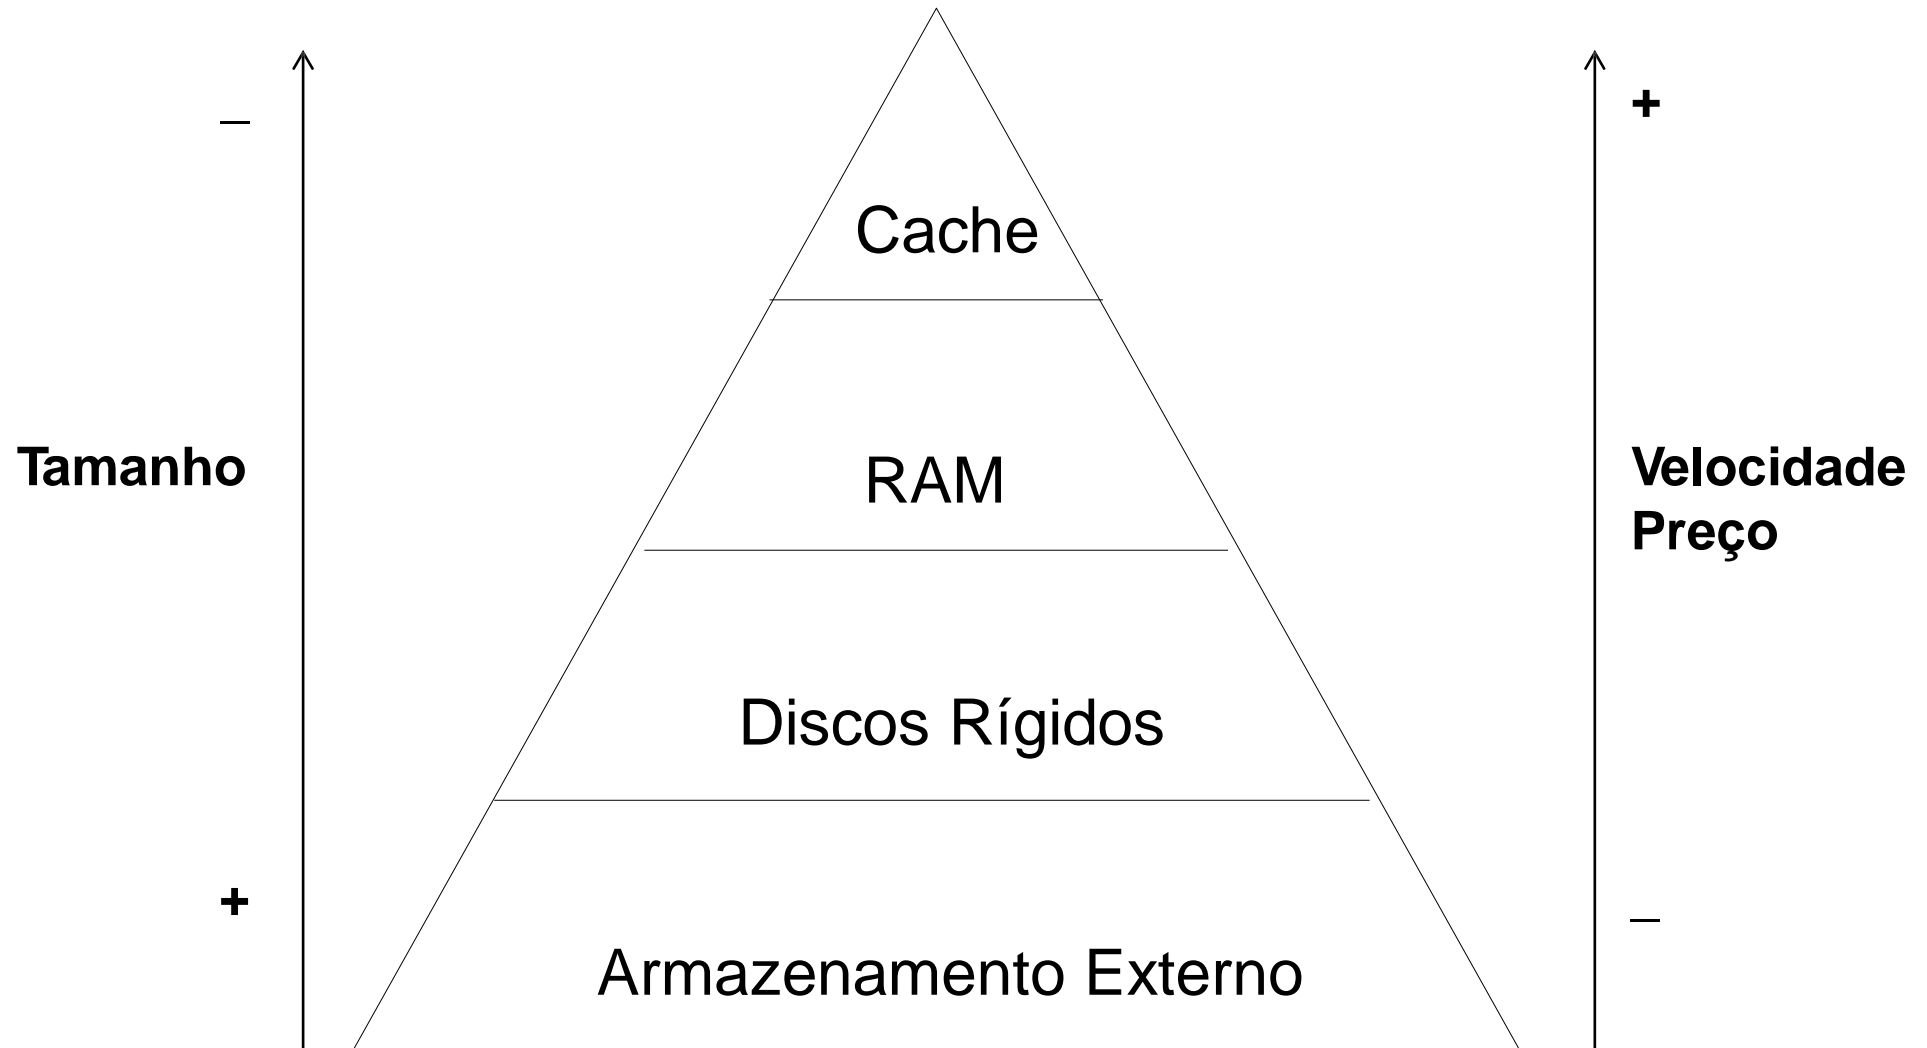 –
+
Cache
Tamanho
RAM
Velocidade
Preço
Discos Rígidos
+
–
Armazenamento Externo